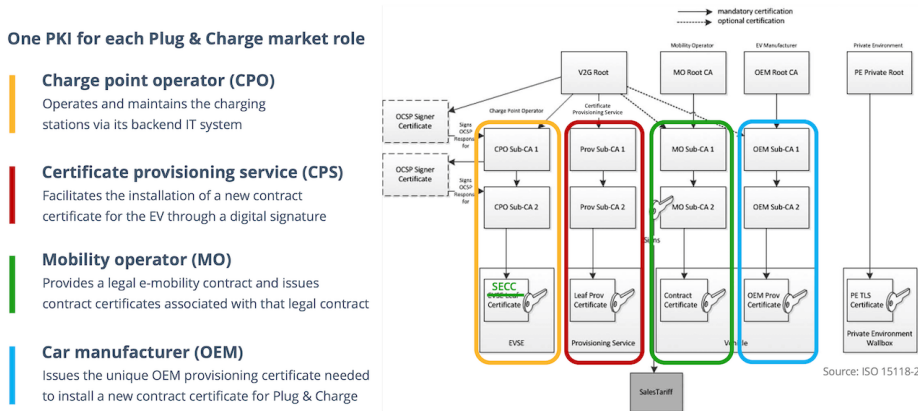 One PKI for each Plug & Charge market role
Charge point operator (CPO)
Operates and maintains the charging
stations via its backend IT system
Certificate provisioning service (CPS)
Facilitates the installation of a new contract
certificate for the EV through a digital signature
Mobility operator (MO)
Provides a legal e-mobility contract and issues
contract certificates associated with that legal contract
Car manufacturer (OEM)
Issues the unique OEM provisioning certificate needed
to install a new contract certificate for Plug & Charge
mandatory certification
optional certification
Mobility Operator
EV Manufacturer
Private Environment
V2G Root
MO Root CA
OEM Root CA
PE Private Root
OCSP Signer
Certificate
Charge Point Operator
Certificate
Provisioning Service
Signs
OCSP
Respons
for
CPO Sub-CA 1
Prov Sub-CA 1
MO Sub-CA 1
OEM Sub-CA 1
OCSP Signer
Certificate
Signs
OCSP
Respons
for
CPO Sub-CA 2
Prov Sub-CA 2
MO Sub-CA 2
OEM Sub-CA 2
Signs
SECC
EVSE Leaf
Certificate
Leaf Prov
Certificate
Contract
Certificate
OEM Prov
Certificate
PE TLS
Certificate
EVSE
Provisioning Service
Vehicle
Private Environment
Wallbox
Source: ISO 15118-2
SalesTariff